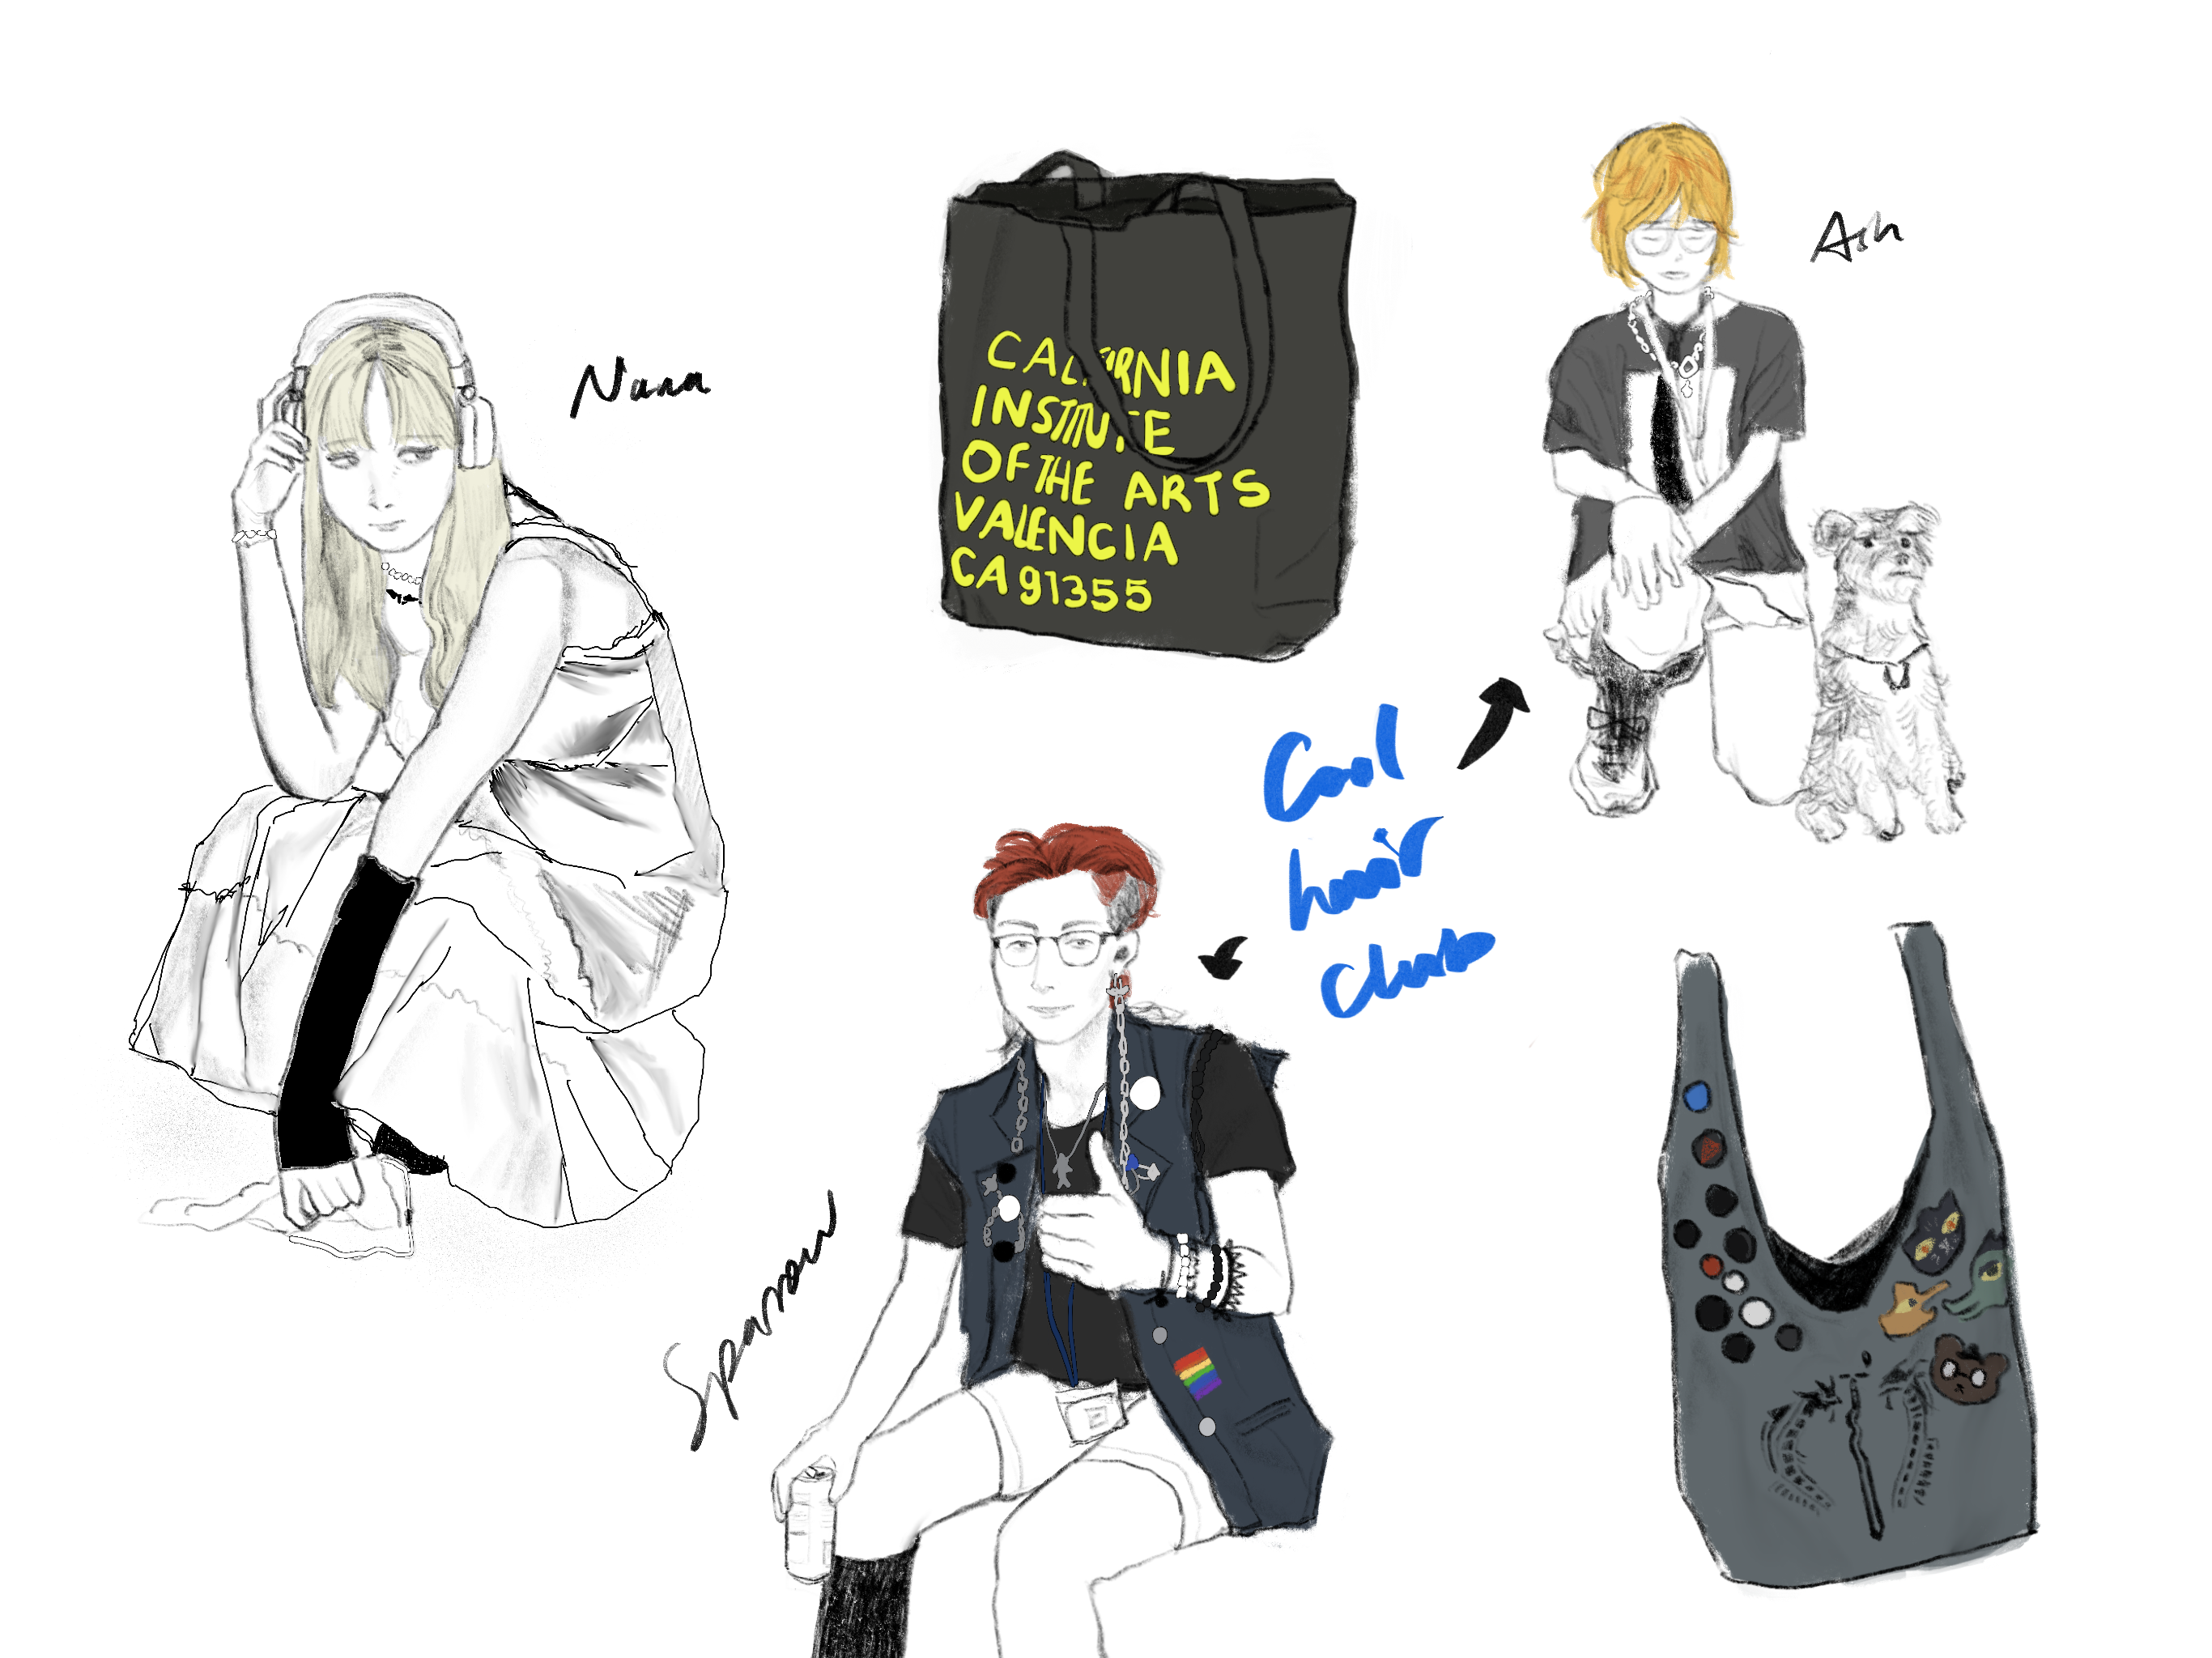 Nana
CALIFORNIA
INSTITUTE
OF THE ARTS
VALENCIA
CA 91355
Ash
Cool
hair
club
Sparrow